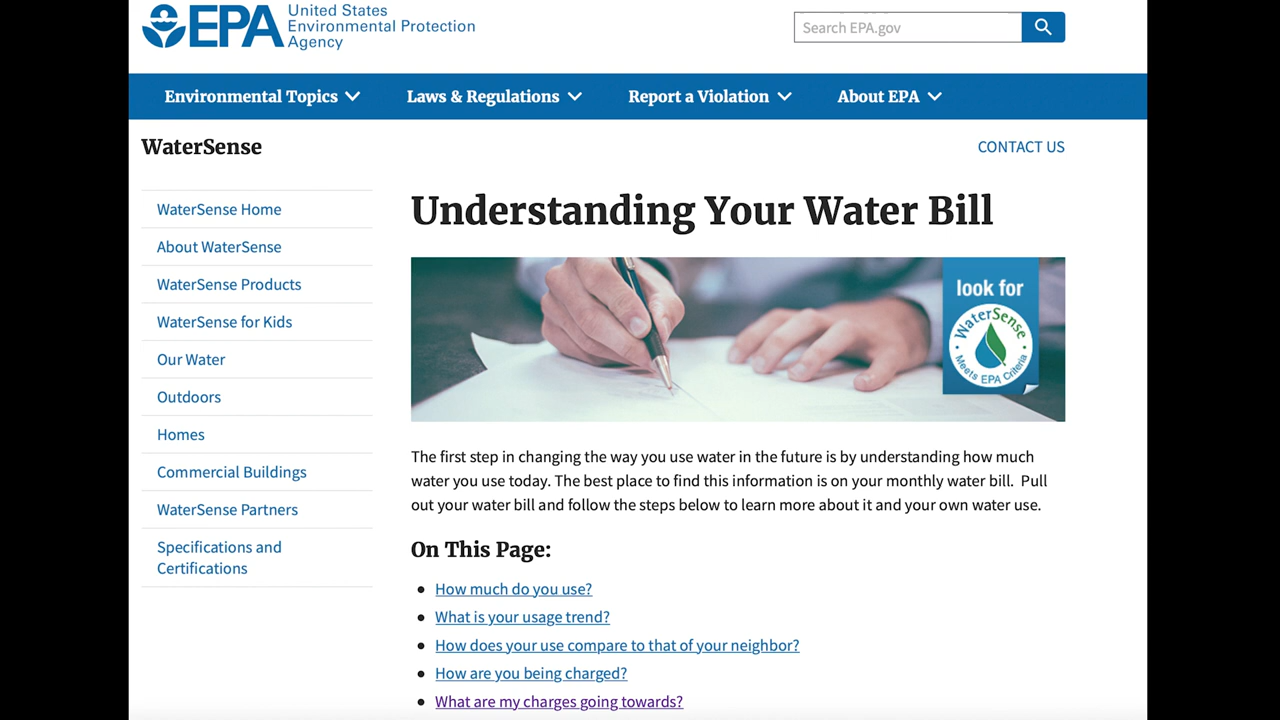 EPA
United States
Environmental Protection
Agency
Search EPA.gov
Environmental Topics
Laws & Regulations
Report a Violation
About EPA
WaterSense
CONTACT US
WaterSense Home
About WaterSense
WaterSense Products
WaterSense for Kids
Our Water
Outdoors
Homes
Commercial Buildings
WaterSense Partners
Specifications and
Certifications
Understanding Your Water Bill
look for
WaterSense
Meets EPA Criteria
The first step in changing the way you use water in the future is by understanding how much
water you use today. The best place to find this information is on your monthly water bill. Pull
out your water bill and follow the steps below to learn more about it and your own water use.
On This Page:
How much do you use?
What is your usage trend?
How does your use compare to that of your neighbor?
How are you being charged?
What are my charges going towards?